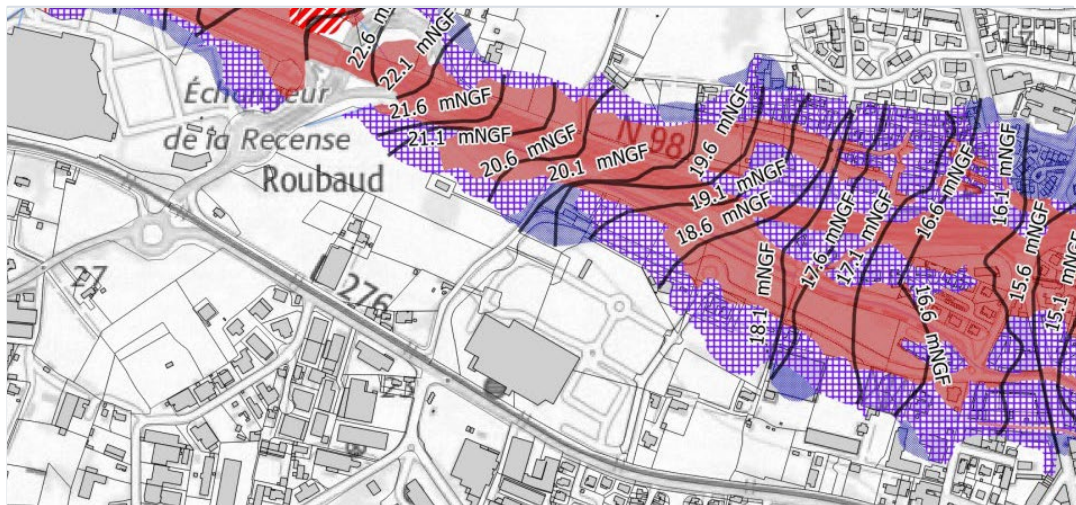 22.6 m
22.1 mNGF
21.6 mNGF
21.1 mNGF
20.6 mNGF
20.1 mNGF
N 98
19.6 mNGF
19.1 mNGF
18.6 mNGF
18.1 mNGF
17.6 mNGF
17.1 mNGF
16.6 mNGF
16.6 mNGF
16.1 mNGF
15.6 mNGF
15.1 mNGF
de la Recense
Roubaud
27
276